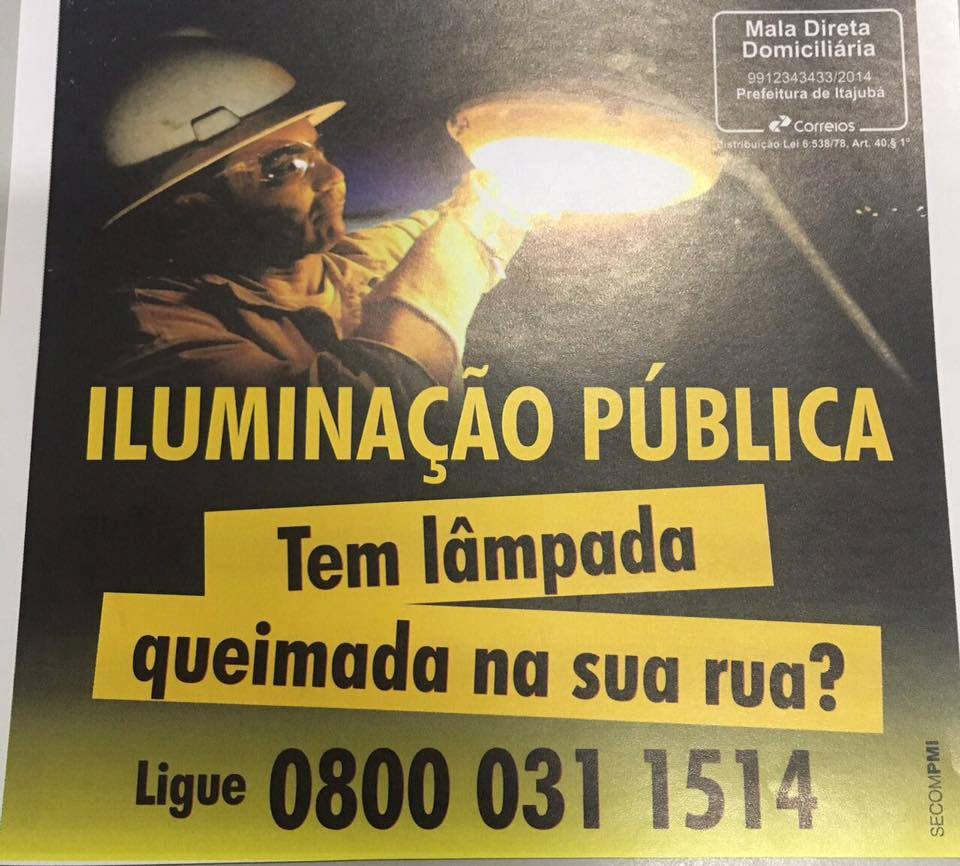 Mala Direta
Domiciliária
9912343433/2014
Prefeitura de Itajubá
Correios
distribuição Lei 6.538/78, Art. 40,§ 1º
ILUMINAÇÃO PÚBLICA
Tem lâmpada
queimada na sua rua?
Ligue 0800 031 1514
SECOMPMI